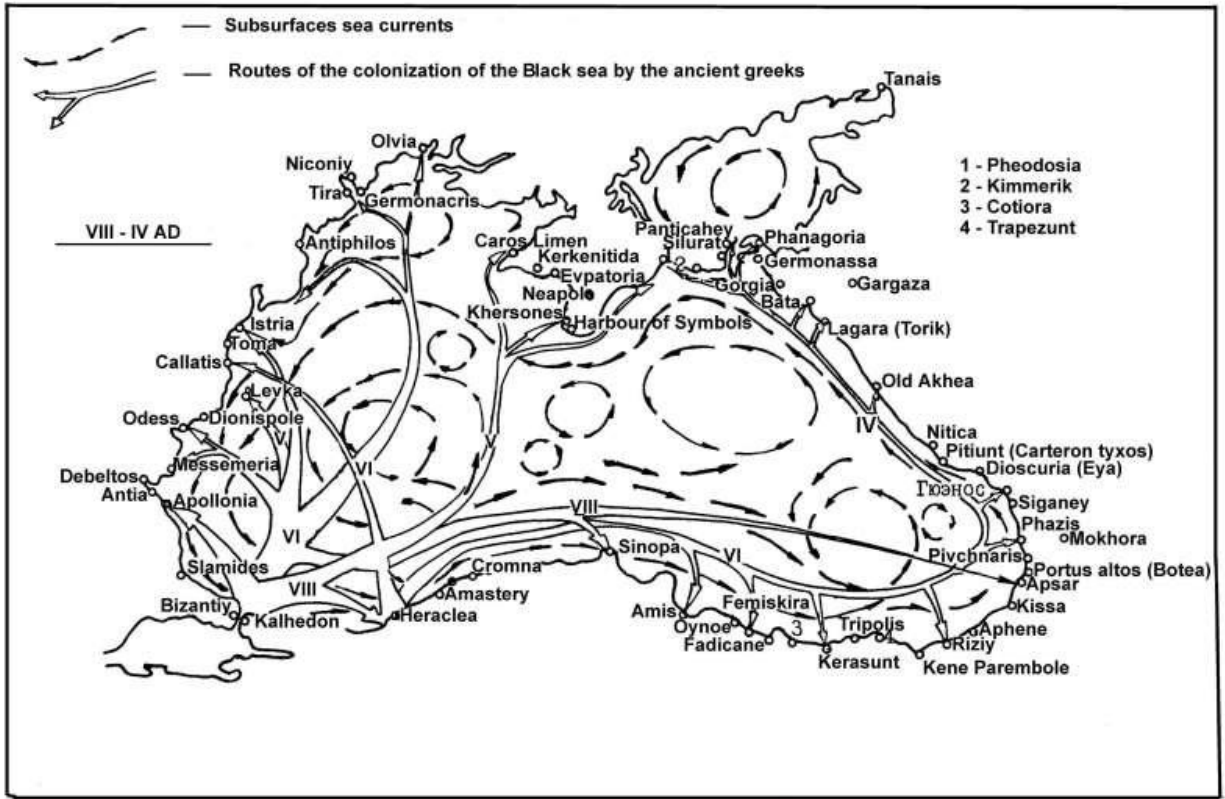 Subsurfaces sea currents
Routes of the colonization of the Black sea by the ancient greeks
Tanais
Olvia
Niconiy
Tira
Germonacris
1 - Pheodosia
2 - Kimmerik
3 - Cotiora
4 - Trapezunt
VIII - IV AD
Antiphilos
Caros Limen
Kerkenitida
Evpatoria
Neapol
Khersones
Harbour of Symbols
Panticahey
Silurato
Phanagoria
Germonassa
2
1
Gorgia
Gargaza
Bata
Lagara (Torik)
Istria
Toma
Callatis
Levka
Old Akhea
Odess
Dionispole
V
V
IV
Nitica
Pitiunt (Carteron tyxos)
Dioscuria (Eya)
Messemeria
VI
Debeltos
Antia
Apollonia
Гюэнос
Siganey
Phazis
Mokhora
VIII
VI
Sinopa
VI
Pivchnaris
Portus altos (Botea)
Apsar
Slamides
VIII
Cromna
Amastery
Kissa
Bizantiy
Kalhedon
Heraclea
Amis
Femiskira
Oynoe
Fadicane
3
Tripolis
Aphene
Riziy
Kerasunt
Kene Parembole